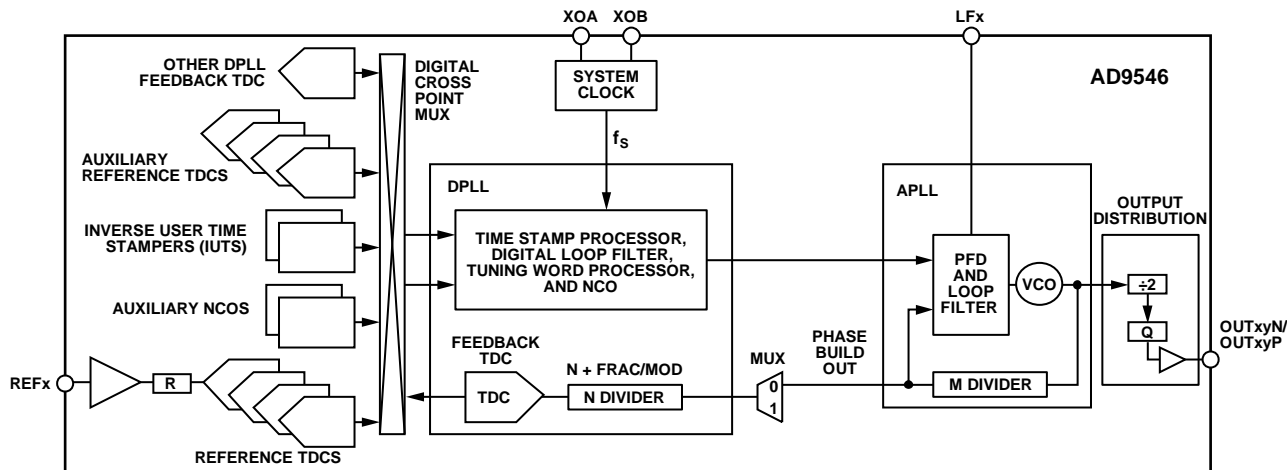 XOA
XOB
LFx
AD9546
OTHER DPLL
FEEDBACK TDC
DIGITAL
CROSS
POINT
MUX
SYSTEM
CLOCK
fS
AUXILIARY
REFERENCE TDCS
DPLL
APLL
OUTPUT
DISTRIBUTION
INVERSE USER TIME
STAMPERS (IUTS)
TIME STAMP PROCESSOR,
DIGITAL LOOP FILTER,
TUNING WORD PROCESSOR,
AND NCO
PFD
AND
LOOP
FILTER
VCO
÷2
Q
OUTxyN/
OUTxyP
AUXILIARY NCOS
FEEDBACK
TDC
N + FRAC/MOD
MUX
PHASE
BUILD
OUT
REFx
R
TDC
N DIVIDER
0
1
M DIVIDER
REFERENCE TDCS